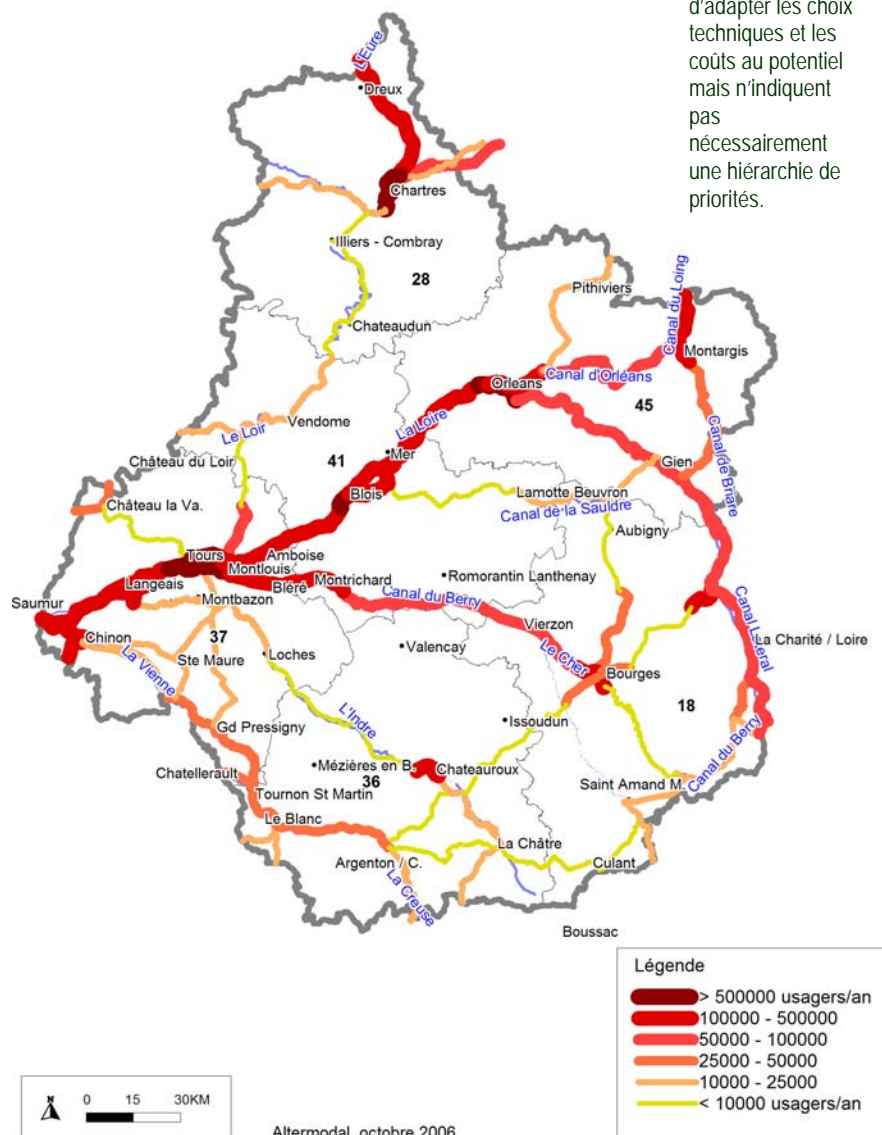 d'adapter les choix
techniques et les
coûts au potentiel
mais n'indiquent
pas
nécessairement
une hiérarchie de
priorités.
L'Eure
Dreux
Chartres
Illiers - Combray
28
Pithiviers
Canal du Loing
Chateaudun
Montargis
Orleans
Canal d'Orléans
45
Vendome
Le Loir
La Loire
Canal de Briare
41
Mer
Château du Loir
Gien
Blois
Lamotte Beuvron
Château la Va.
Canal de la Sauldre
Aubigny
Tours
Amboise
Montlouis
Langeais
Bléré
Montrichard
Romorantin Lanthenay
Saumur
Montbazon
Canal du Berry
Vierzon
Chinon
37
La Charité / Loire
Valencay
Le Cher
Ste Maure
Loches
Bourges
La Vienne
18
L'Indre
Issoudun
Gd Pressigny
Canal du Berry
Chatellerault
Mézières en B.
Chateauroux
36
Saint Amand M.
Tournon St Martin
Le Blanc
La Châtre
Argenton / C.
Culant
La Creuse
Boussac
Légende
> 500000 usagers/an
100000 - 500000
50000 - 100000
25000 - 50000
10000 - 25000
< 10000 usagers/an
N
0 15 30KM
Altermodal, octobre 2006